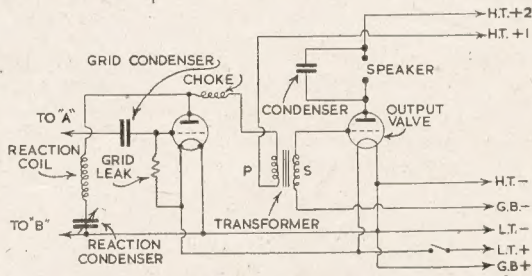 H.T.+2
H.T.+1
GRID CONDENSER
CHOKE
SPEAKER
CONDENSER
OUTPUT
VALVE
TO "A"
REACTION
COIL
GRID
LEAK
P
S
TO "B"
TRANSFORMER
REACTION
CONDENSER
H.T.-
G.B.-
L.T.-
L.T.+
G.B+